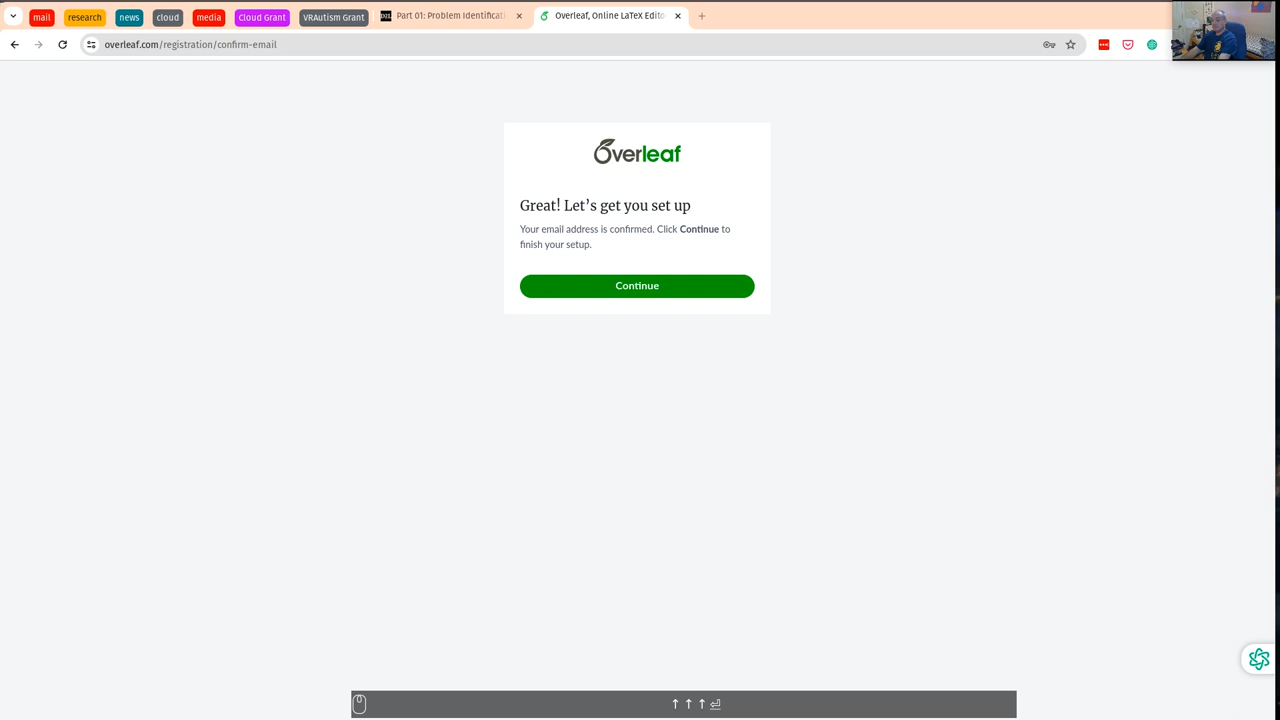 mail
research
news
cloud
media
Cloud Grant
VRAutism Grant
Part 01: Problem Identificati
Overleaf, Online LaTeX Edito
overleaf.com/registration/confirm-email
Overleaf
Great! Let’s get you set up
Your email address is confirmed. Click Continue to
finish your setup.
Continue
↑ ↑ ↑ ⏎